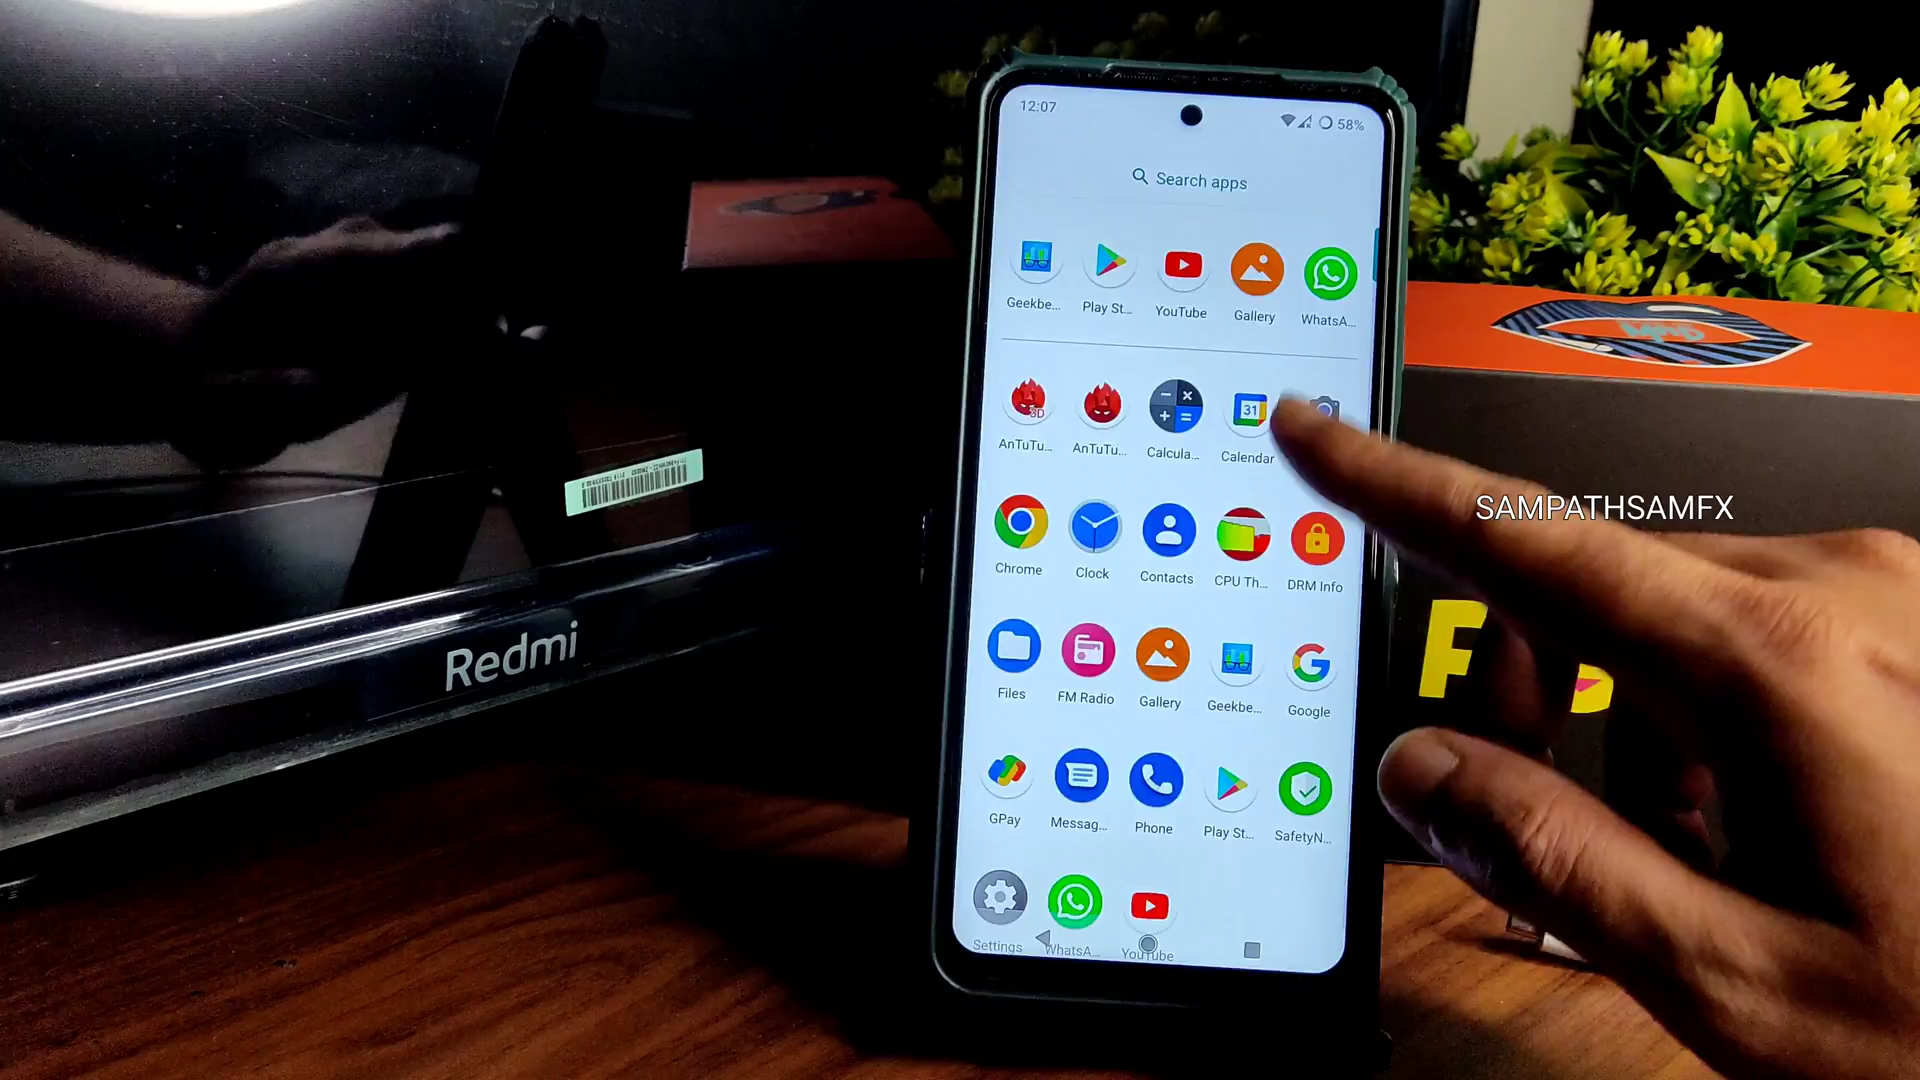 12:07
58%
Search apps
Geekbe...
Play St...
YouTube
Gallery
WhatsA...
31
3D
AnTuTu...
AnTuTu...
Calcula...
Calendar
Chrome
Clock
Contacts
CPU Th...
DRM Info
Files
FM Radio
Gallery
Geekbe...
Google
GPay
Messag...
Phone
Play St...
SafetyN...
Settings
WhatsA...
YouTube
Redmi
SAMPATHSAMFX